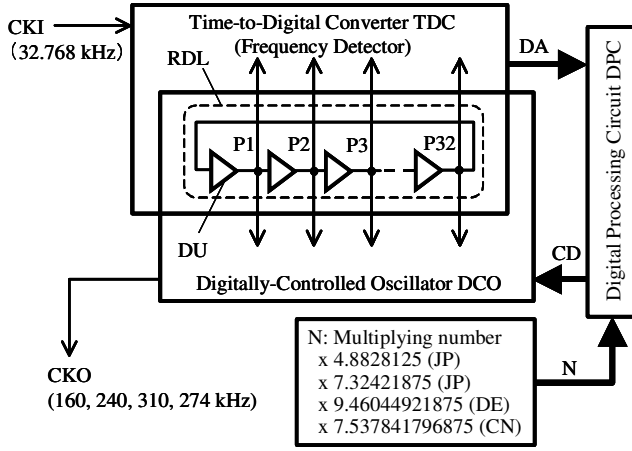 CKI
(32.768 kHz)
Time-to-Digital Converter TDC
(Frequency Detector)
RDL
DA
P1 P2 P3 P32
DU
Digitally-Controlled Oscillator DCO
CD
Digital Processing Circuit DPC
CKO
(160, 240, 310, 274 kHz)
N: Multiplying number
x 4.8828125 (JP)
x 7.32421875 (JP)
x 9.46044921875 (DE)
x 7.537841796875 (CN)
N